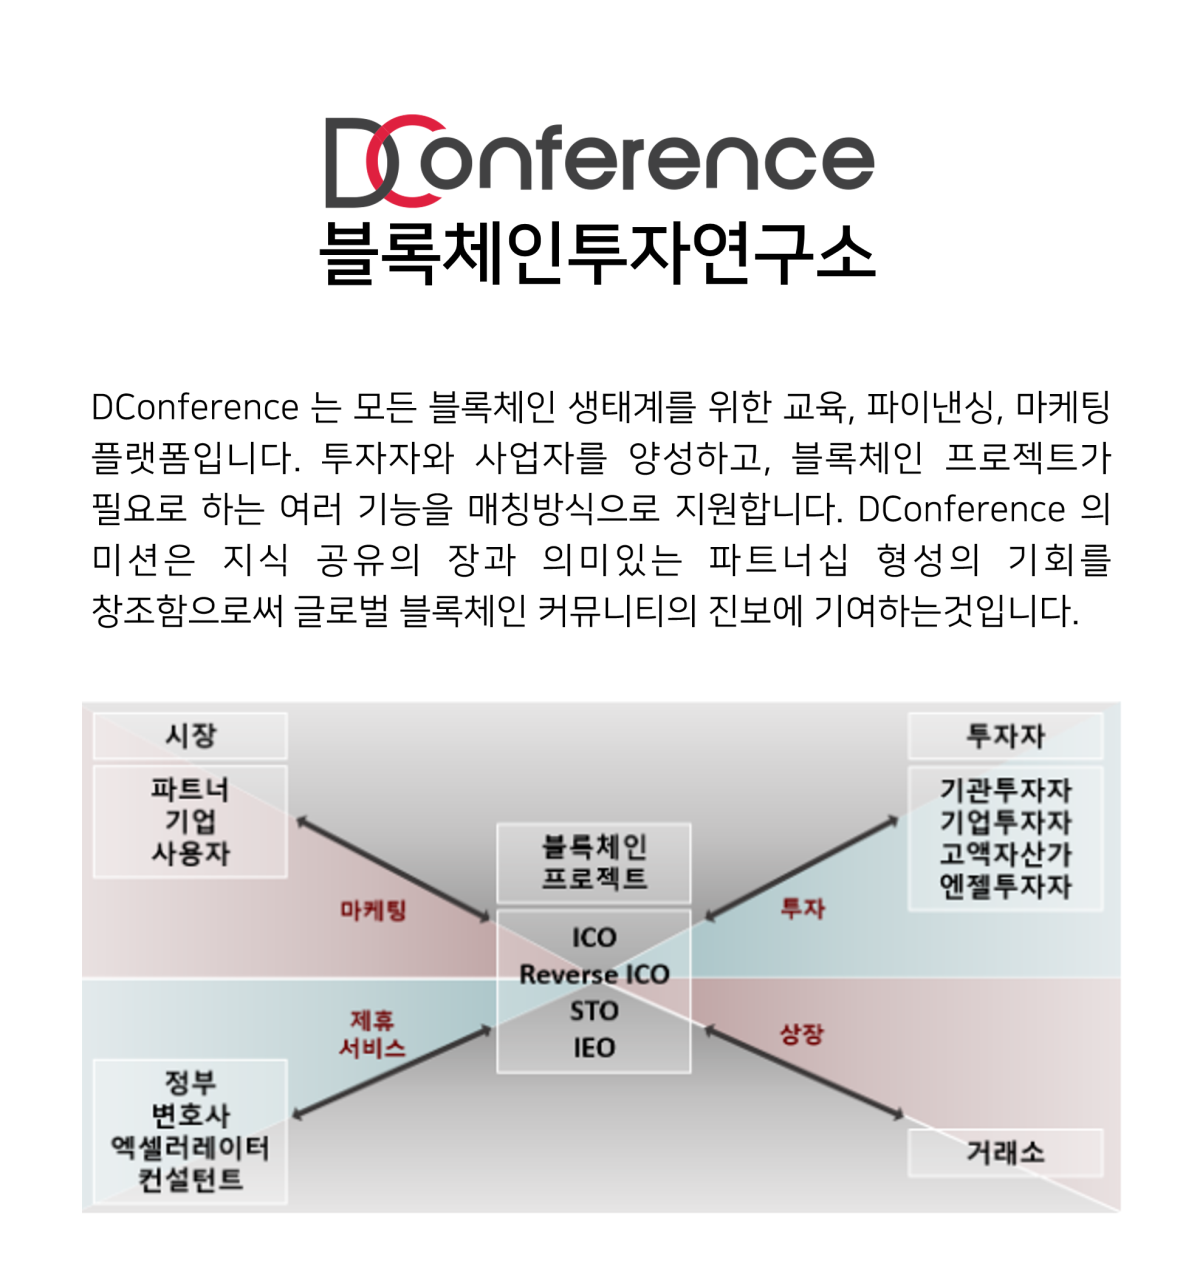 DConference
블록체인투자연구소
DConference 는 모든 블록체인 생태계를 위한 교육, 파이낸싱, 마케팅
플랫폼입니다. 투자자와 사업자를 양성하고, 블록체인 프로젝트가
필요로 하는 여러 기능을 매칭방식으로 지원합니다. DConference 의
미션은 지식 공유의 장과 의미있는 파트너십 형성의 기회를
창조함으로써 글로벌 블록체인 커뮤니티의 진보에 기여하는것입니다.
시장
파트너
기업
사용자
마케팅
블록체인
프로젝트
ICO
Reverse ICO
STO
IEO
투자자
기관투자자
기업투자자
고액자산가
엔젤투자자
투자
제휴
서비스
정부
변호사
엑셀러레이터
컨설턴트
상장
거래소